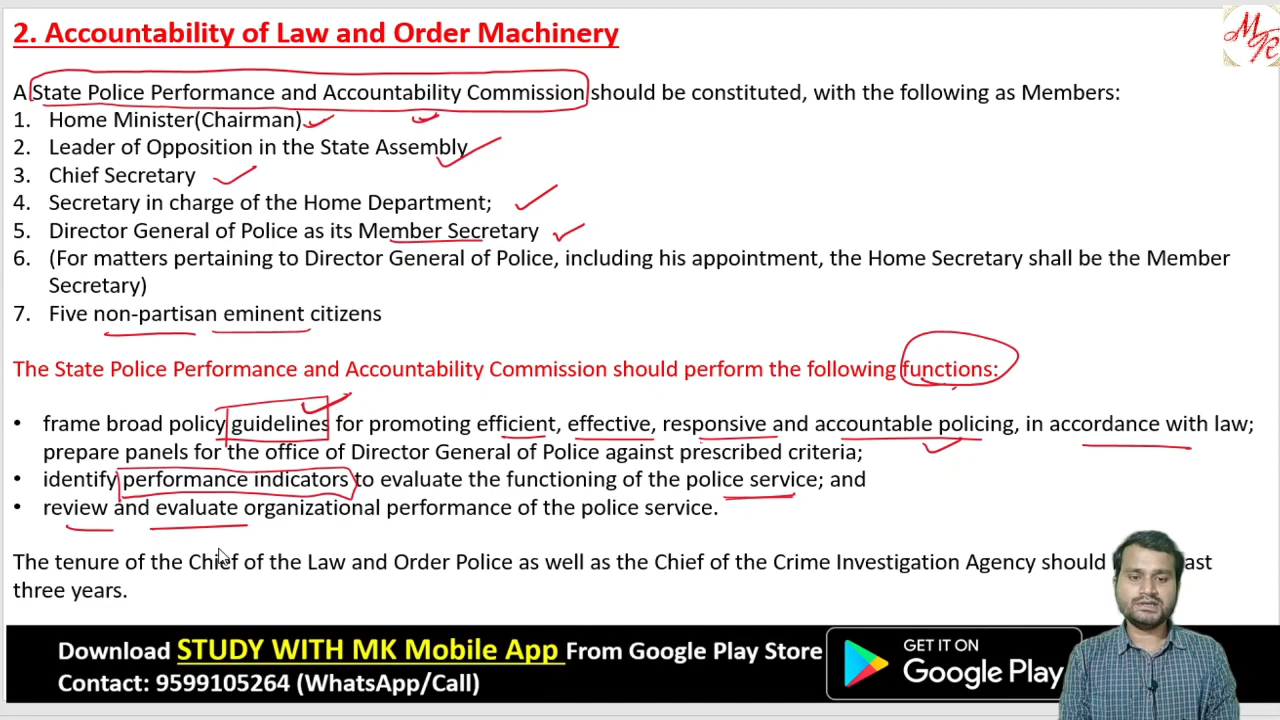 2. Accountability of Law and Order Machinery
MK
A State Police Performance and Accountability Commission should be constituted, with the following as Members:
1. Home Minister(Chairman)
2. Leader of Opposition in the State Assembly
3. Chief Secretary
4. Secretary in charge of the Home Department;
5. Director General of Police as its Member Secretary
6. (For matters pertaining to Director General of Police, including his appointment, the Home Secretary shall be the Member
Secretary)
7. Five non-partisan eminent citizens
The State Police Performance and Accountability Commission should perform the following functions:
• frame broad policy guidelines for promoting efficient, effective, responsive and accountable policing, in accordance with law;
prepare panels for the office of Director General of Police against prescribed criteria;
• identify performance indicators to evaluate the functioning of the police service; and
• review and evaluate organizational performance of the police service.
The tenure of the Chief of the Law and Order Police as well as the Chief of the Crime Investigation Agency should ast
three years.
Download STUDY WITH MK Mobile App From Google Play Store
Contact: 9599105264 (WhatsApp/Call)
GET IT ON
Google Play